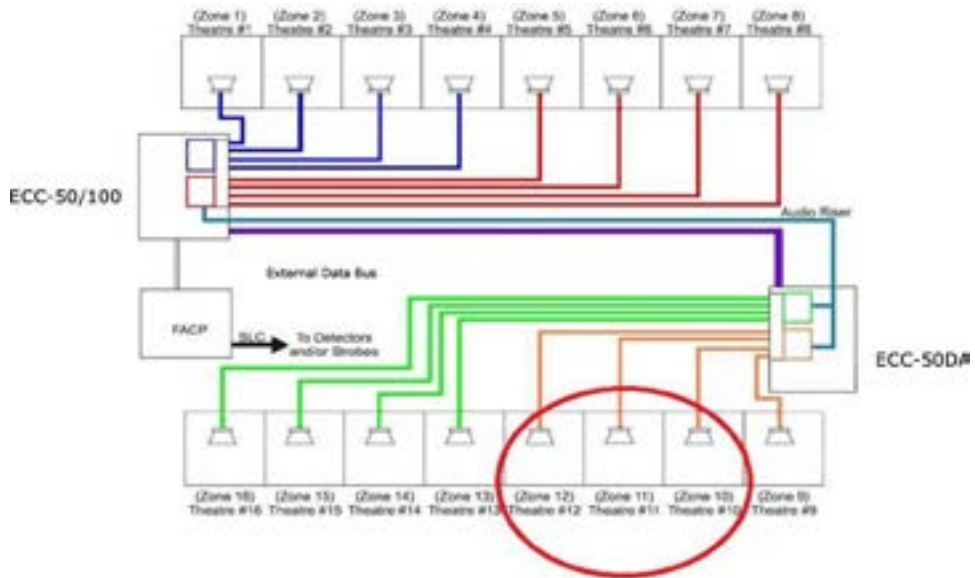 (Zone 1) (Zone 2) (Zone 3) (Zone 4) (Zone 5) (Zone 6) (Zone 7) (Zone 8)
Theatre #1 Theatre #2 Theatre #3 Theatre #4 Theatre #5 Theatre #6 Theatre #7 Theatre #8
ECC-50/100
Audio Riser
External Data Bus
FACP
SLC
To Detectors
and/or Strobes
ECC-50DA
(Zone 16) (Zone 15) (Zone 14) (Zone 13) (Zone 12) (Zone 11) (Zone 10) (Zone 9)
Theatre #16 Theatre #15 Theatre #14 Theatre #13 Theatre #12 Theatre #11 Theatre #10 Theatre #9